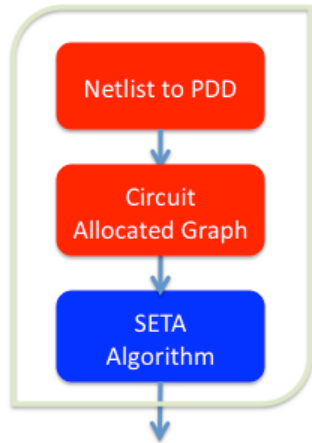 Netlist to PDD
Circuit
Allocated Graph
SETA
Algorithm